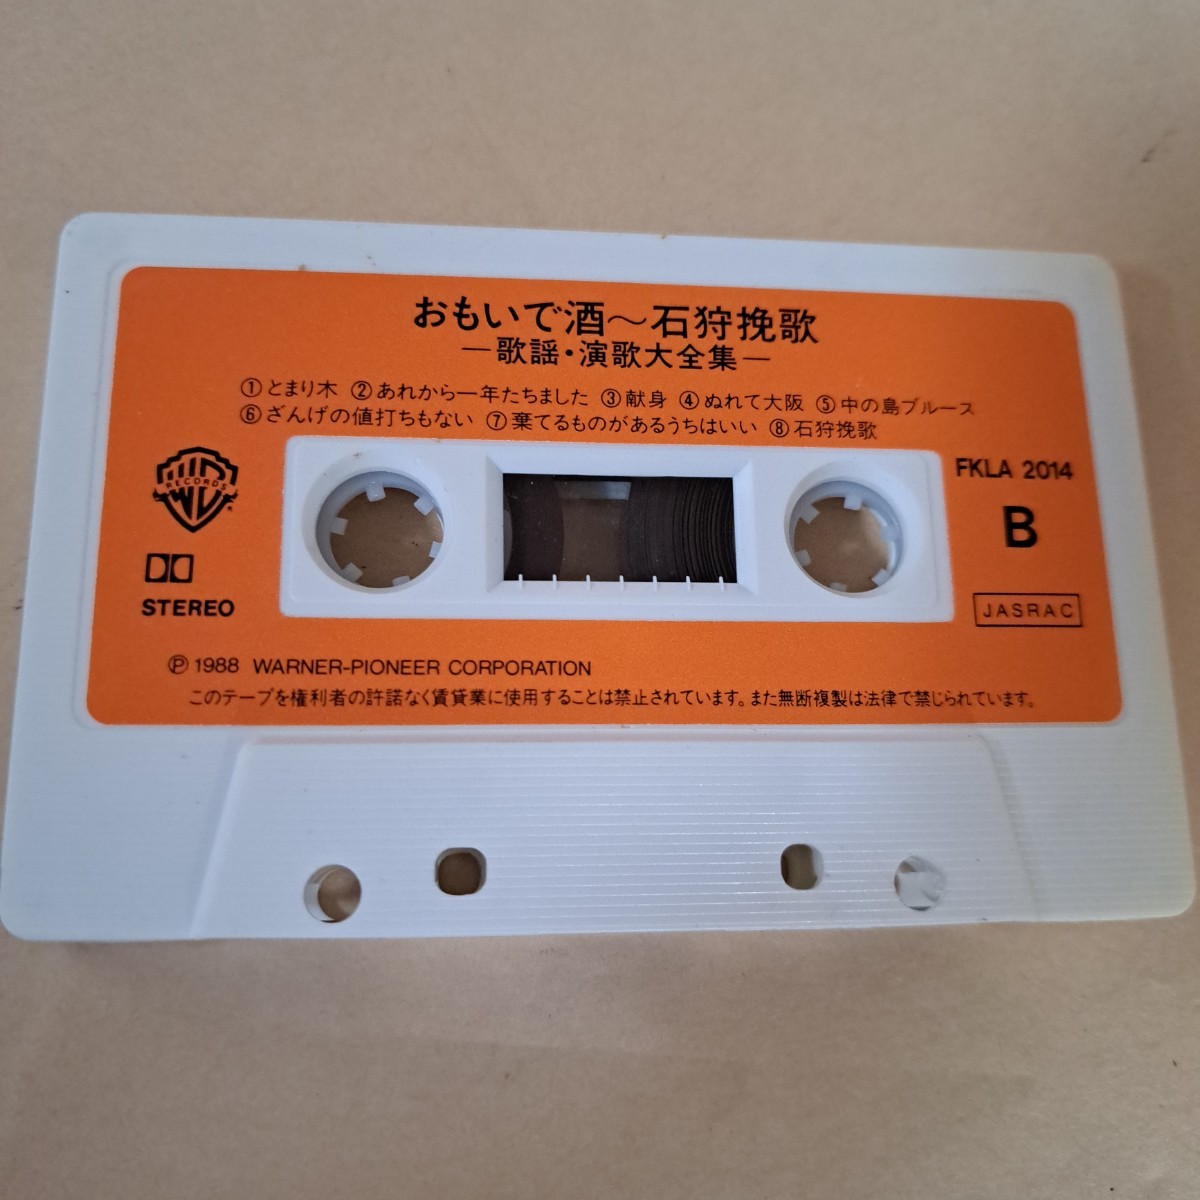 おもいで酒～石狩挽歌
―歌謡・演歌大全集―
①とまり木 ②あれから一年たちました ③献身 ④ぬれて大阪 ⑤中の島ブルース
⑥ざんげの値打ちもない ⑦棄てるものがあるうちはいい ⑧石狩挽歌
RECORDS
FKLA 2014
B
STEREO
JASRAC
Ⓟ1988 WARNER-PIONEER CORPORATION
このテープを権利者の許諾なく賃貸業に使用することは禁止されています。また無断複製は法律で禁じられています。